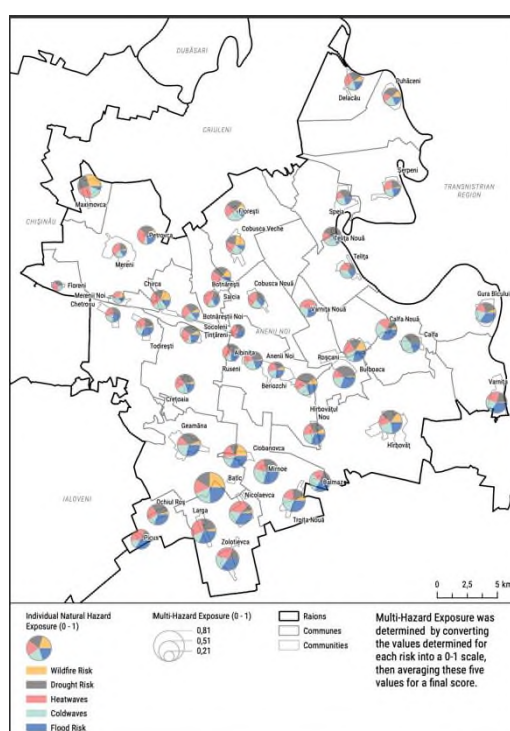 DUBĂSARI
Duhăceni
Delacău
CRIULENI
Șerpeni
TRANSNISTRIAN
REGION
Maximovca
Speia
Florești
CHIȘINĂU
Cobusca Veche
Petrovca
Telița Nouă
Mereni
Telița
Floreni
Merenii Noi
Chirca
Botnărești
Salcia
Cobusca Nouă
Gura Bîcului
Chetrosu
Botnăreștii Noi
Varnița Nouă
Calfa Nouă
Todirești
Socoleni
Țînțăreni
ANENII NOI
Calfa
Albinița
Anenii Noi
Roșcani
Ruseni
Beriozchi
Bulboaca
Varnița
Crețoaia
Hîrbovățul
Nou
Geamăna
Hîrbovăț
Ciobanovca
Mirnoe
Batîc
IALOVENI
Nicolaevca
Ochiul Roș
Larga
Troița Nouă
Picus
Zolotievca
0 2,5 5 km
Individual Natural Hazard
Exposure (0 - 1)
Wildfire Risk
Drought Risk
Heatwaves
Coldwaves
Flood Risk
Multi-Hazard Exposure (0 - 1)
0,81
0,51
0,21
Raions
Communes
Communities
Multi-Hazard Exposure was
determined by converting
the values determined for
each risk into a 0-1 scale,
then averaging these five
values for a final score.